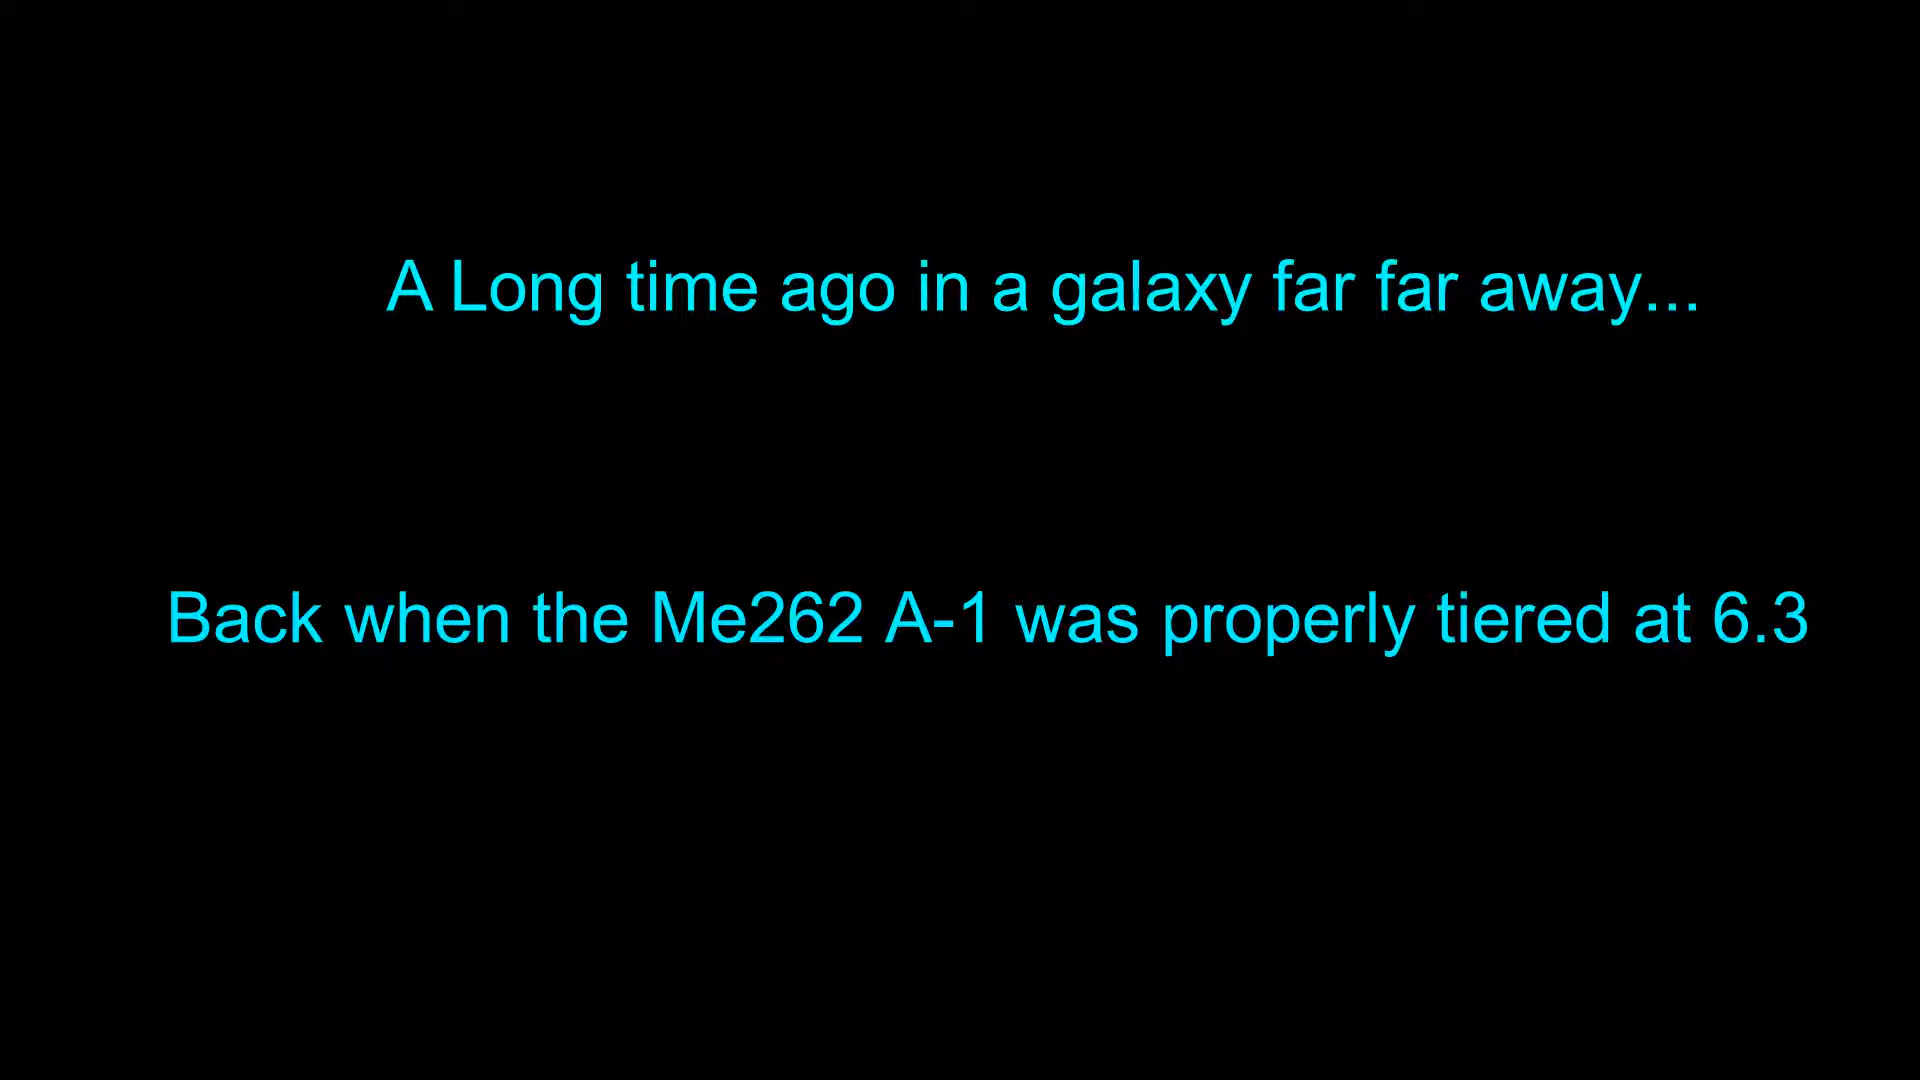 A Long time ago in a galaxy far far away...
Back when the Me262 A-1 was properly tiered at 6.3